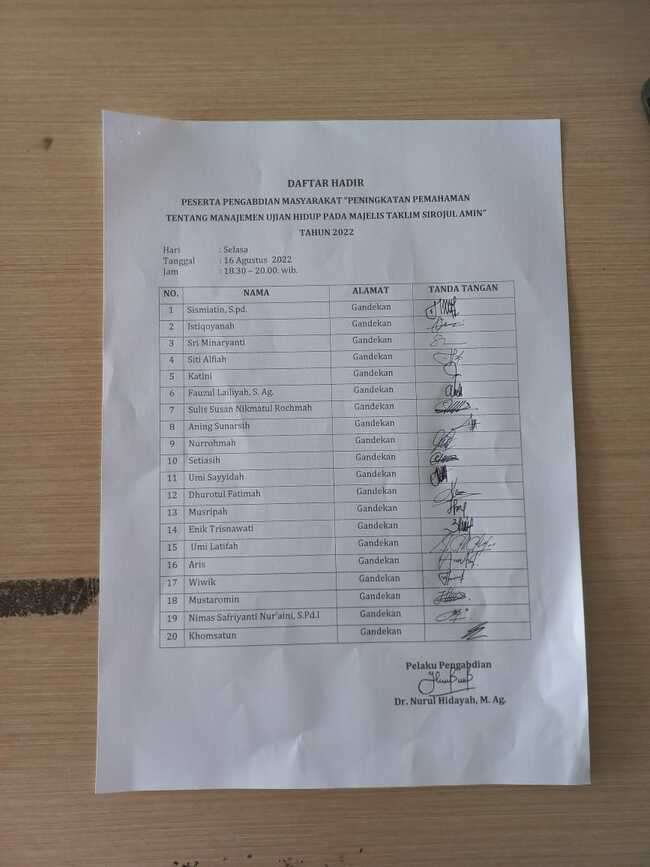 DAFTAR HADIR
PESERTA PENGABDIAN MASYARAKAT "PENINGKATAN PEMAHAMAN
TENTANG MANAJEMEN UJIAN HIDUP PADA MAJELIS TAKLIM SIROJUL AMIN"
TAHUN 2022
Hari : Selasa
Tanggal : 16 Agustus 2022
Jam : 18.30 – 20.00. wib.
NO. NAMA ALAMAT TANDA TANGAN
1 Sismiatin, S.pd. Gandekan
2 Istiqoyanah Gandekan
3 Sri Minaryanti Gandekan
4 Siti Alfiah Gandekan
5 Katini Gandekan
6 Fauzul Lailiyah, S. Ag. Gandekan
7 Sulis Susan Nikmatul Rochmah Gandekan
8 Aning Sunarsih Gandekan
9 Nurrohmah Gandekan
10 Setiasih Gandekan
11 Umi Sayyidah Gandekan
12 Dhurotul Fatimah Gandekan
13 Musripah Gandekan
14 Enik Trisnawati Gandekan
15 Umi Latifah Gandekan
16 Aris Gandekan
17 Wiwik Gandekan
18 Mustaromin Gandekan
19 Nimas Safriyanti Nur'aini, S.Pd.I Gandekan
20 Khomsatun Gandekan
Pelaku Pengabdian
Dr. Nurul Hidayah, M. Ag.